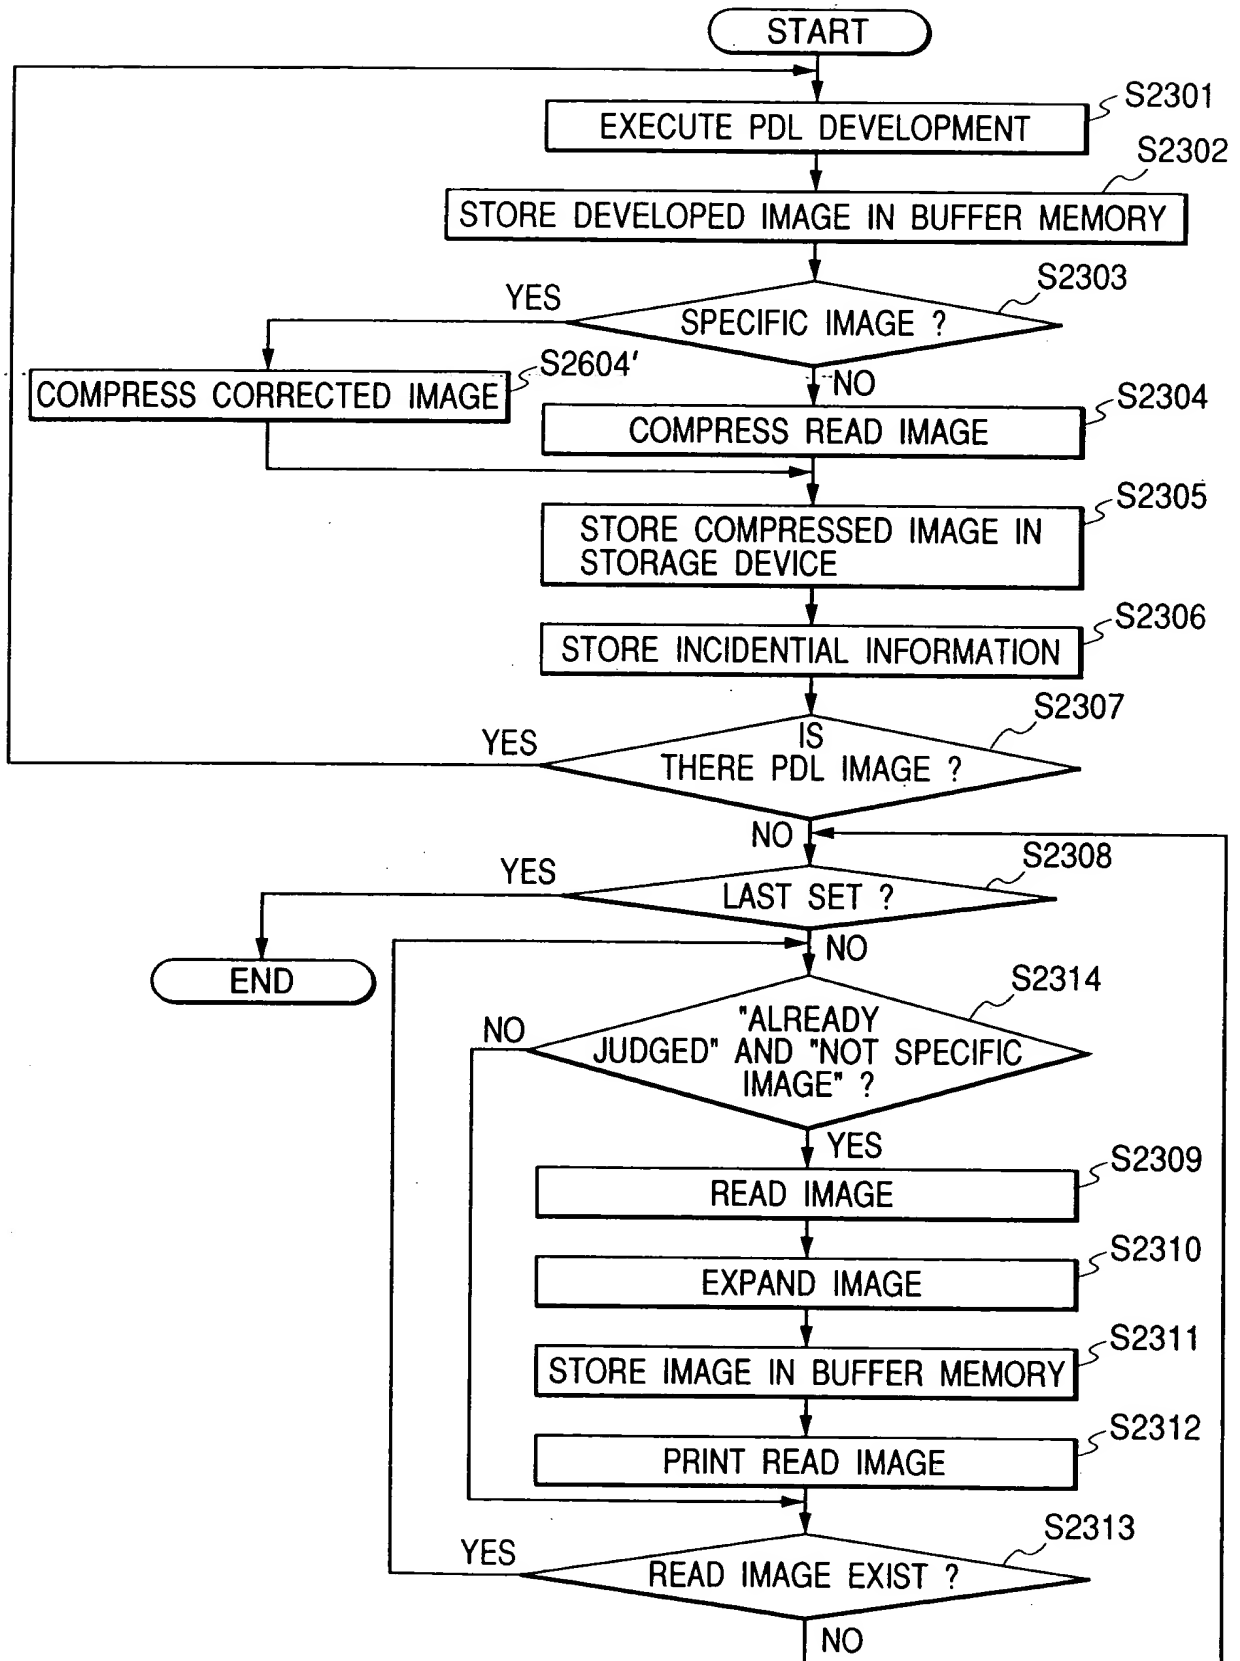 START
S2301
EXECUTE PDL DEVELOPMENT
S2302
STORE DEVELOPED IMAGE IN BUFFER MEMORY
S2303
YES
SPECIFIC IMAGE ?
S2604'
NO
COMPRESS CORRECTED IMAGE
S2304
COMPRESS READ IMAGE
S2305
STORE COMPRESSED IMAGE IN
STORAGE DEVICE
S2306
STORE INCIDENTIAL INFORMATION
S2307
YES
IS
THERE PDL IMAGE ?
NO
S2308
YES
LAST SET ?
NO
END
S2314
NO
"ALREADY
JUDGED" AND "NOT SPECIFIC
IMAGE" ?
YES
S2309
READ IMAGE
S2310
EXPAND IMAGE
S2311
STORE IMAGE IN BUFFER MEMORY
S2312
PRINT READ IMAGE
S2313
YES
READ IMAGE EXIST ?
NO